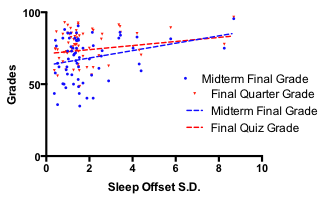 100
50
0
Grades
0 2 4 6 8 10
Sleep Offset S.D.
Midterm Final Grade
Final Quarter Grade
Midterm Final Grade
Final Quiz Grade